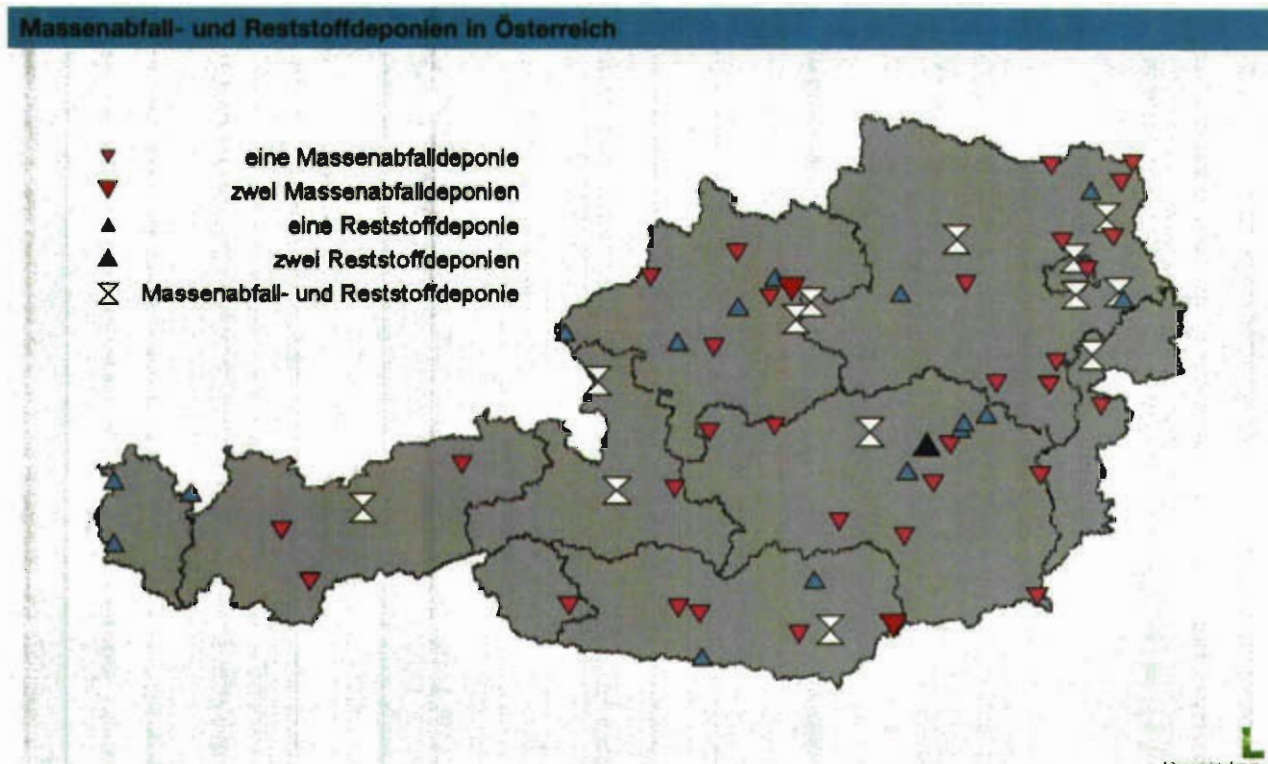 Massenabfall- und Reststoffdeponien in Österreich
eine Massenabfalldeponie
zwei Massenabfalldeponien
eine Reststoffdeponie
zwei Reststoffdeponien
Massenabfall- und Reststoffdeponie
L